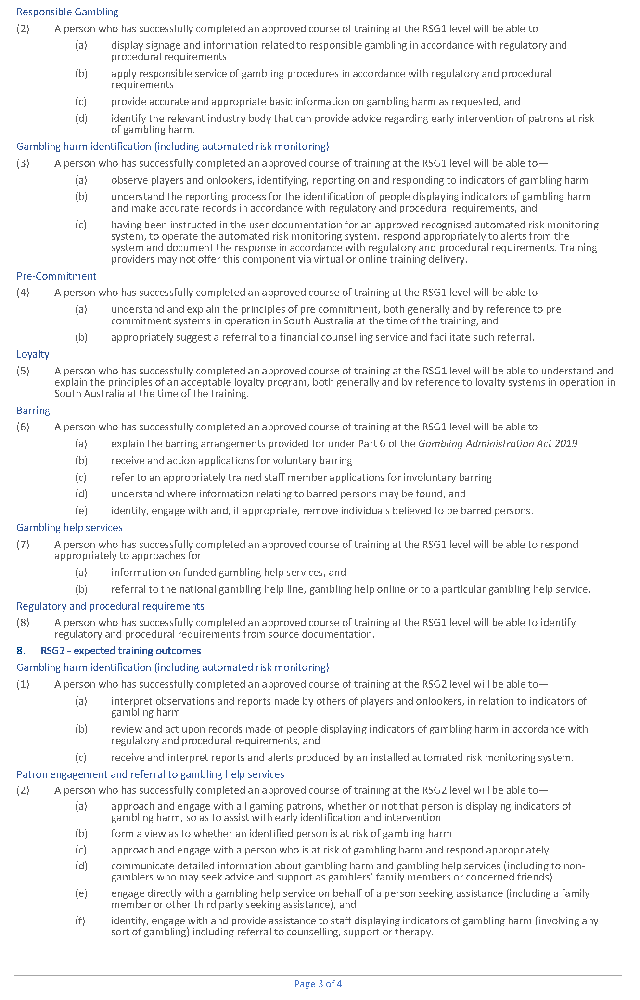 Responsible Gambling
(2) A person who has successfully completed an approved course of training at the RSG1 level will be able to—
(a) display signage and information related to responsible gambling in accordance with regulatory and
procedural requirements
(b) apply responsible service of gambling procedures in accordance with regulatory and procedural
requirements
(c) provide accurate and appropriate basic information on gambling harm as requested, and
(d) identify the relevant industry body that can provide advice regarding early intervention of patrons at risk
of gambling harm.
Gambling harm identification (including automated risk monitoring)
(3) A person who has successfully completed an approved course of training at the RSG1 level will be able to—
(a) observe players and onlookers, identifying, reporting on and responding to indicators of gambling harm
(b) understand the reporting process for the identification of people displaying indicators of gambling harm
and make accurate records in accordance with regulatory and procedural requirements, and
(c) having been instructed in the user documentation for an approved recognised automated risk monitoring
system, to operate the automated risk monitoring system, respond appropriately to alerts from the
system and document the response in accordance with regulatory and procedural requirements. Training
providers may not offer this component via virtual or online training delivery.
Pre-Commitment
(4) A person who has successfully completed an approved course of training at the RSG1 level will be able to—
(a) understand and explain the principles of pre commitment, both generally and by reference to pre
commitment systems in operation in South Australia at the time of the training, and
(b) appropriately suggest a referral to a financial counselling service and facilitate such referral.
Loyalty
(5) A person who has successfully completed an approved course of training at the RSG1 level will be able to understand and
explain the principles of an acceptable loyalty program, both generally and by reference to loyalty systems in operation in
South Australia at the time of the training.
Barring
(6) A person who has successfully completed an approved course of training at the RSG1 level will be able to—
(a) explain the barring arrangements provided for under Part 6 of the Gambling Administration Act 2019
(b) receive and action applications for voluntary barring
(c) refer to an appropriately trained staff member applications for involuntary barring
(d) understand where information relating to barred persons may be found, and
(e) identify, engage with and, if appropriate, remove individuals believed to be barred persons.
Gambling help services
(7) A person who has successfully completed an approved course of training at the RSG1 level will be able to respond
appropriately to approaches for—
(a) information on funded gambling help services, and
(b) referral to the national gambling help line, gambling help online or to a particular gambling help service.
Regulatory and procedural requirements
(8) A person who has successfully completed an approved course of training at the RSG1 level will be able to identify
regulatory and procedural requirements from source documentation.
8. RSG2 - expected training outcomes
Gambling harm identification (including automated risk monitoring)
(1) A person who has successfully completed an approved course of training at the RSG2 level will be able to—
(a) interpret observations and reports made by others of players and onlookers, in relation to indicators of
gambling harm
(b) review and act upon records made of people displaying indicators of gambling harm in accordance with
regulatory and procedural requirements, and
(c) receive and interpret reports and alerts produced by an installed automated risk monitoring system.
Patron engagement and referral to gambling help services
(2) A person who has successfully completed an approved course of training at the RSG2 level will be able to—
(a) approach and engage with all gaming patrons, whether or not that person is displaying indicators of
gambling harm, so as to assist with early identification and intervention
(b) form a view as to whether an identified person is at risk of gambling harm
(c) approach and engage with a person who is at risk of gambling harm and respond appropriately
(d) communicate detailed information about gambling harm and gambling help services (including to non-
gamblers who may seek advice and support as gamblers’ family members or concerned friends)
(e) engage directly with a gambling help service on behalf of a person seeking assistance (including a family
member or other third party seeking assistance), and
(f) identify, engage with and provide assistance to staff displaying indicators of gambling harm (involving any
sort of gambling) including referral to counselling, support or therapy.
Page 3 of 4